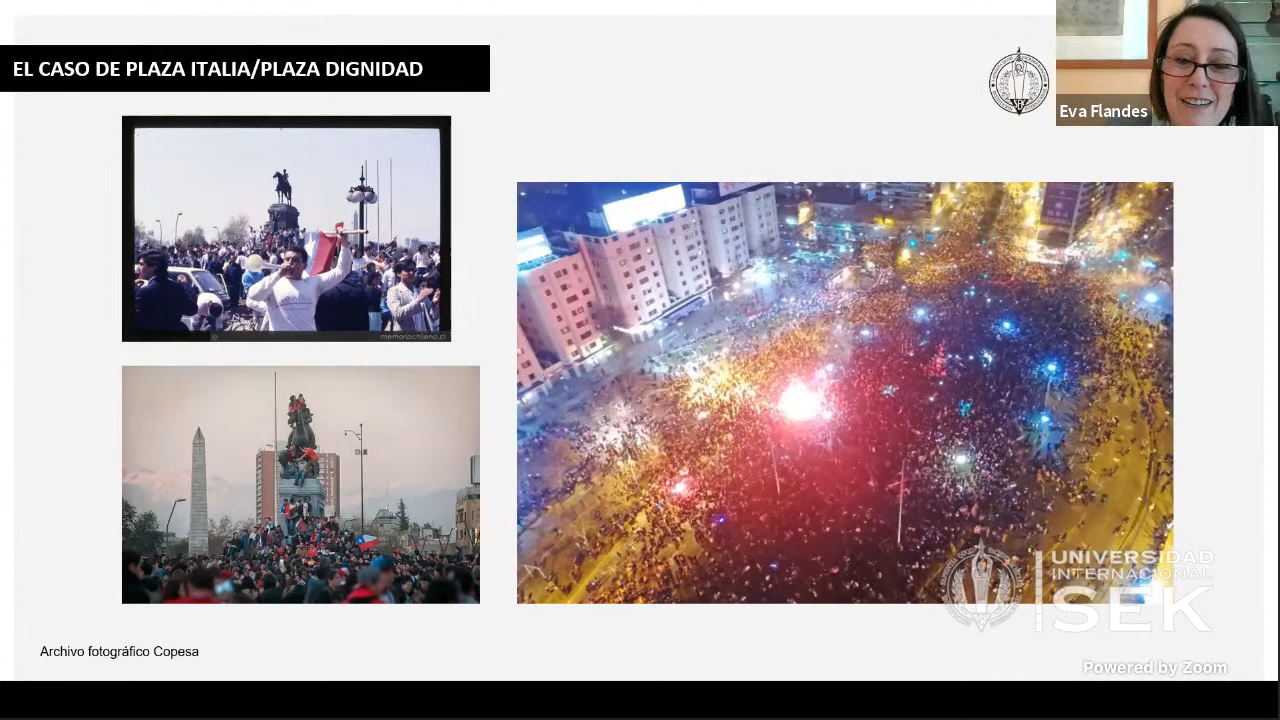 EL CASO DE PLAZA ITALIA/PLAZA DIGNIDAD
SEK
Eva Flandes
memoriachilena.cl
UNIVERSIDAD
INTERNACIONAL
SEK
Archivo fotográfico Copesa
Powered by Zoom